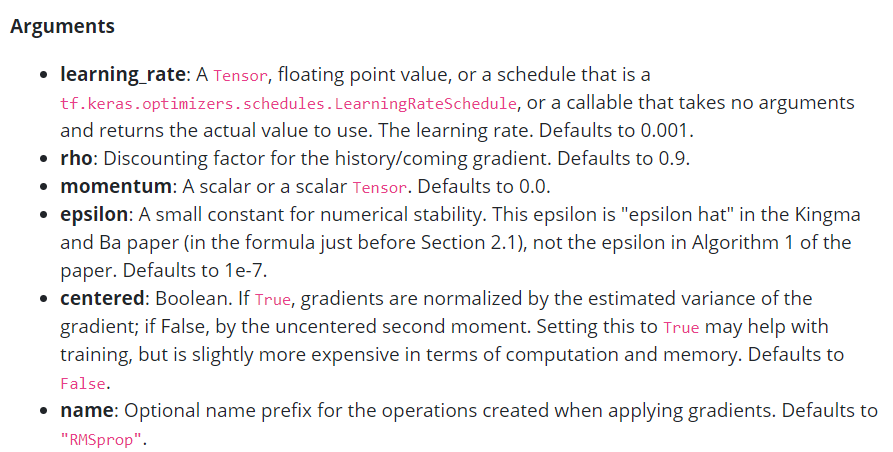 Arguments
learning_rate: A Tensor, floating point value, or a schedule that is a
tf.keras.optimizers.schedules.LearningRateSchedule, or a callable that takes no arguments
and returns the actual value to use. The learning rate. Defaults to 0.001.
rho: Discounting factor for the history/coming gradient. Defaults to 0.9.
momentum: A scalar or a scalar Tensor. Defaults to 0.0.
epsilon: A small constant for numerical stability. This epsilon is "epsilon hat" in the Kingma
and Ba paper (in the formula just before Section 2.1), not the epsilon in Algorithm 1 of the
paper. Defaults to 1e-7.
centered: Boolean. If True, gradients are normalized by the estimated variance of the
gradient; if False, by the uncentered second moment. Setting this to True may help with
training, but is slightly more expensive in terms of computation and memory. Defaults to
False.
name: Optional name prefix for the operations created when applying gradients. Defaults to
"RMSprop".